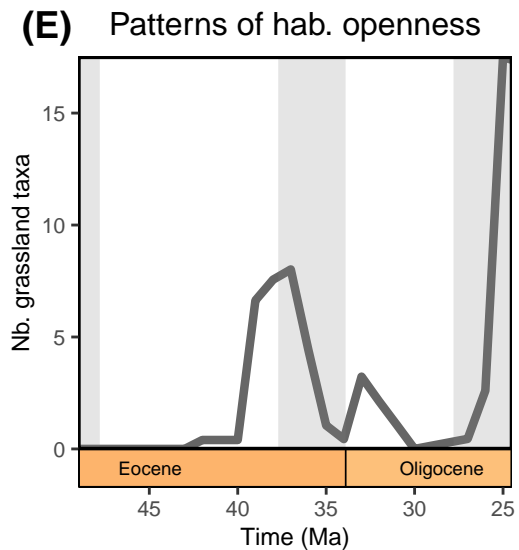 (E) Patterns of hab. openness
15
10
5
0
Nb. grassland taxa
Eocene Oligocene
45 40 35 30 25
Time (Ma)